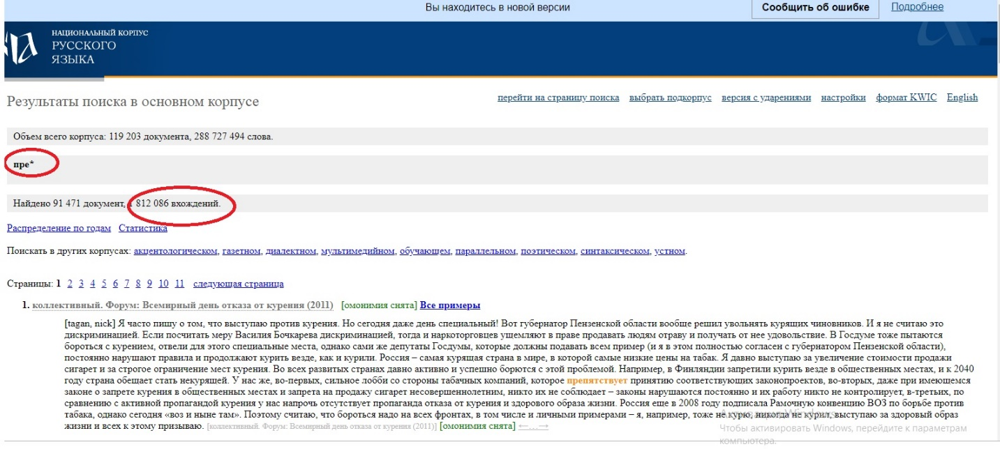 Вы находитесь в новой версии
Сообщить об ошибке
Подробнее
НАЦИОНАЛЬНЫЙ КОРПУС
РУССКОГО
ЯЗЫКА
Результаты поиска в основном корпусе
перейти на страницу поиска выбрать подкорпус версия с ударениями настройки формат KWIC English
Объем всего корпуса: 119 203 документа, 288 727 494 слова.
пре*
Найдено 91 471 документ, 812 086 вхождений.
Распределение по годам Статистика
Поискать в других корпусах: акцентологическом, газетном, диалектном, мультимедийном, обучающем, параллельном, поэтическом, синтаксическом, устном.
Страницы: 1 2 3 4 5 6 7 8 9 10 11 следующая страница
1. коллективный. Форум: Всемирный день отказа от курения (2011) [омонимия снята] Все примеры
[tagan, nick] Я часто пишу о том, что выступаю против курения. Но сегодня даже день специальный! Вот губернатор Пензенской области вообще решил увольнять курящих чиновников. И я не считаю это
дискриминацией. Если посчитать меру Василия Бочкарева дискриминацией, тогда и наркоторговцев ущемляют в праве продавать людям отраву и получать от нее удовольствие. В Госдуме тоже пытаются
бороться с курением, отвели для этого специальные места, однако сами же депутаты Госдумы, которые должны подавать всем пример (и я в этом полностью согласен с губернатором Пензенской области),
постоянно нарушают правила и продолжают курить везде, как и курили. Россия – самая курящая страна в мире, в которой самые низкие цены на табак. Я давно выступаю за увеличение стоимости продажи
сигарет и за строгое ограничение мест курения. Во всех развитых странах давно активно и успешно борются с этой проблемой. Например, в Финляндии запретили курить везде в общественных местах, и к 2040
году страна обещает стать некурящей. У нас же, во-первых, сильное лобби со стороны табачных компаний, которое препятствует принятию соответствующих законопроектов, во-вторых, даже при имеющемся
законе о запрете курения в общественных местах и запрета на продажу сигарет несовершеннолетним, никто их не соблюдает – законы нарушаются постоянно и их работу никто не контролирует, в-третьих, по
сравнению с активной пропагандой курения у нас напрочь отсутствует пропаганда отказа от курения и здорового образа жизни. Россия еще в 2008 году подписала Рамочную конвенцию ВОЗ по борьбе против
табака, однако сегодня «воз и ныне там». Поэтому считаю, что бороться надо на всех фронтах, в том числе и личными примерами – я, например, тоже не курю, никогда не курил, выступаю за здоровый образ
жизни и всех к этому призываю. [коллективный. Форум: Всемирный день отказа от курения (2011)] [омонимия снята] ←…→
Активация Windows
Чтобы активировать Windows, перейдите к параметрам
компьютера.